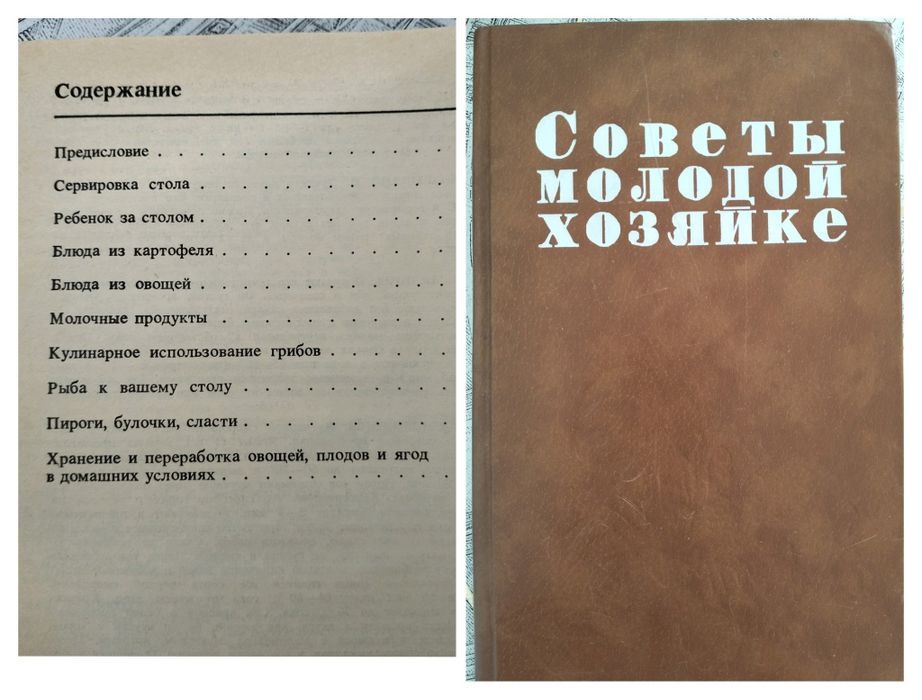 Содержание
Предисловие . . . . . . . . . . . . .
Сервировка стола . . . . . . . . . . .
Ребенок за столом . . . . . . . . . . .
Блюда из картофеля . . . . . . . . . .
Блюда из овощей . . . . . . . . . . .
Молочные продукты . . . . . . . . . .
Кулинарное использование грибов . . . . . .
Рыба к вашему столу . . . . . . . . .
Пироги, булочки, сласти . . . . . . . . .
Хранение и переработка овощей, плодов и ягод
в домашних условиях . . . . . . . . . .
Советы
молодой
хозяйке